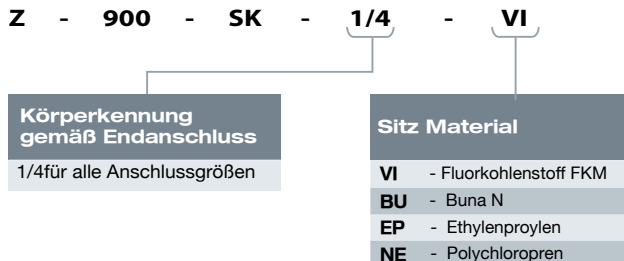 Z - 900 - SK - 1/4 - VI
Körperkennung
gemäß Endanschluss
1/4für alle Anschlussgrößen
Sitz Material
VI - Fluorkohlenstoff FKM
BU - Buna N
EP - Ethylenproylen
NE - Polychloropren